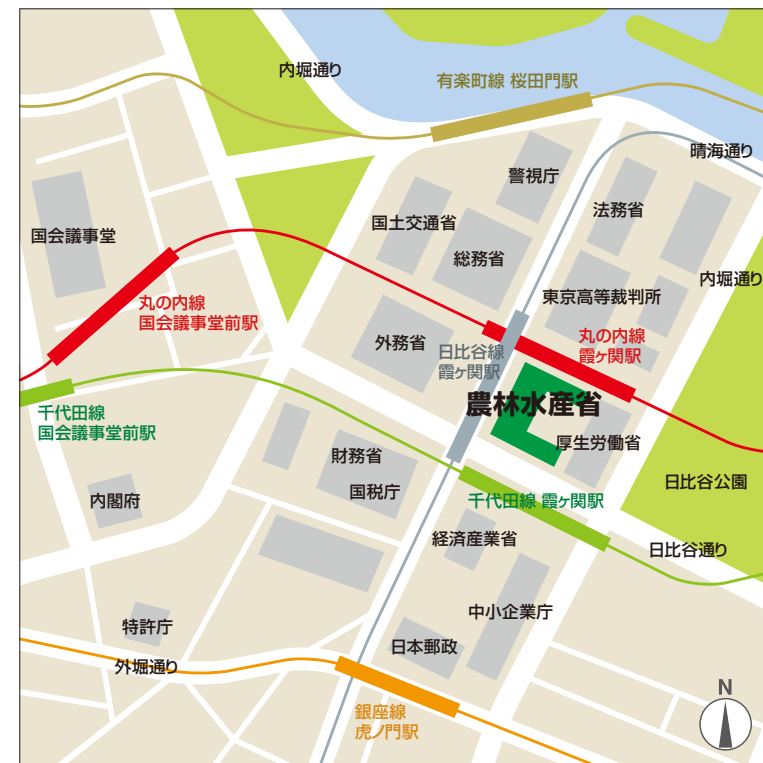 内堀通り
有楽町線 桜田門駅
晴海通り
警視庁
法務省
国土交通省
国会議事堂
総務省
内堀通り
東京高等裁判所
丸の内線
国会議事堂前駅
外務省
日比谷線
霞ヶ関駅
丸の内線
霞ヶ関駅
農林水産省
千代田線
国会議事堂前駅
厚生労働省
財務省
国税庁
日比谷公園
内閣府
千代田線 霞ヶ関駅
経済産業省
日比谷通り
中小企業庁
特許庁
日本郵政
外堀通り
銀座線
虎ノ門駅
N